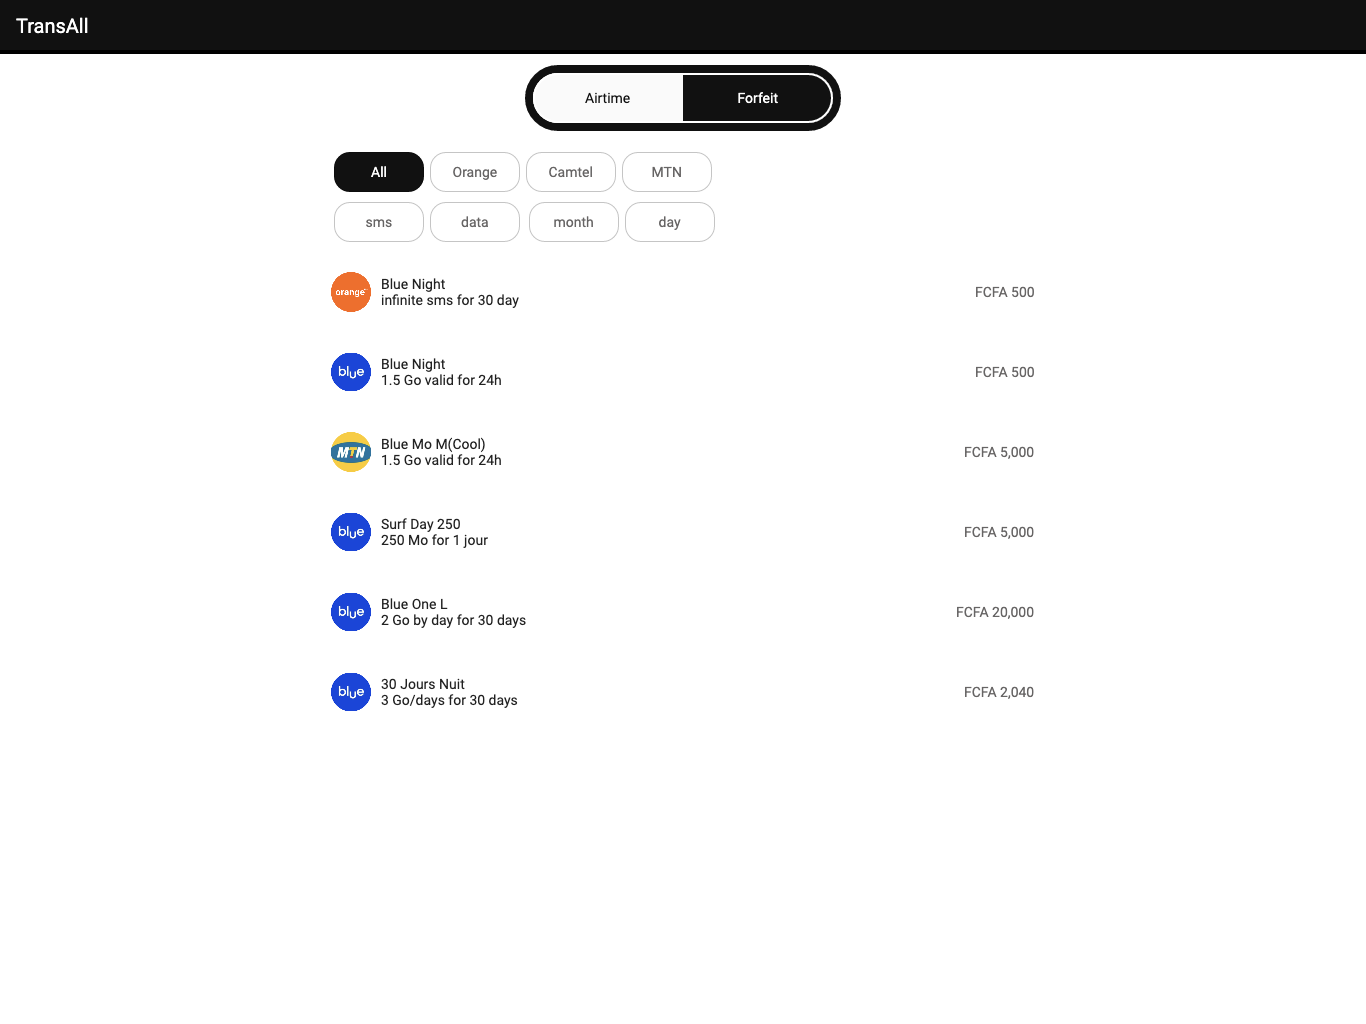 TransAll
Airtime Forfeit
All Orange Camtel MTN
sms data month day
orange
Blue Night
infinite sms for 30 day
FCFA 500
blue
Blue Night
1.5 Go valid for 24h
FCFA 500
MTN
Blue Mo M(Cool)
1.5 Go valid for 24h
FCFA 5,000
blue
Surf Day 250
250 Mo for 1 jour
FCFA 5,000
blue
Blue One L
2 Go by day for 30 days
FCFA 20,000
blue
30 Jours Nuit
3 Go/days for 30 days
FCFA 2,040